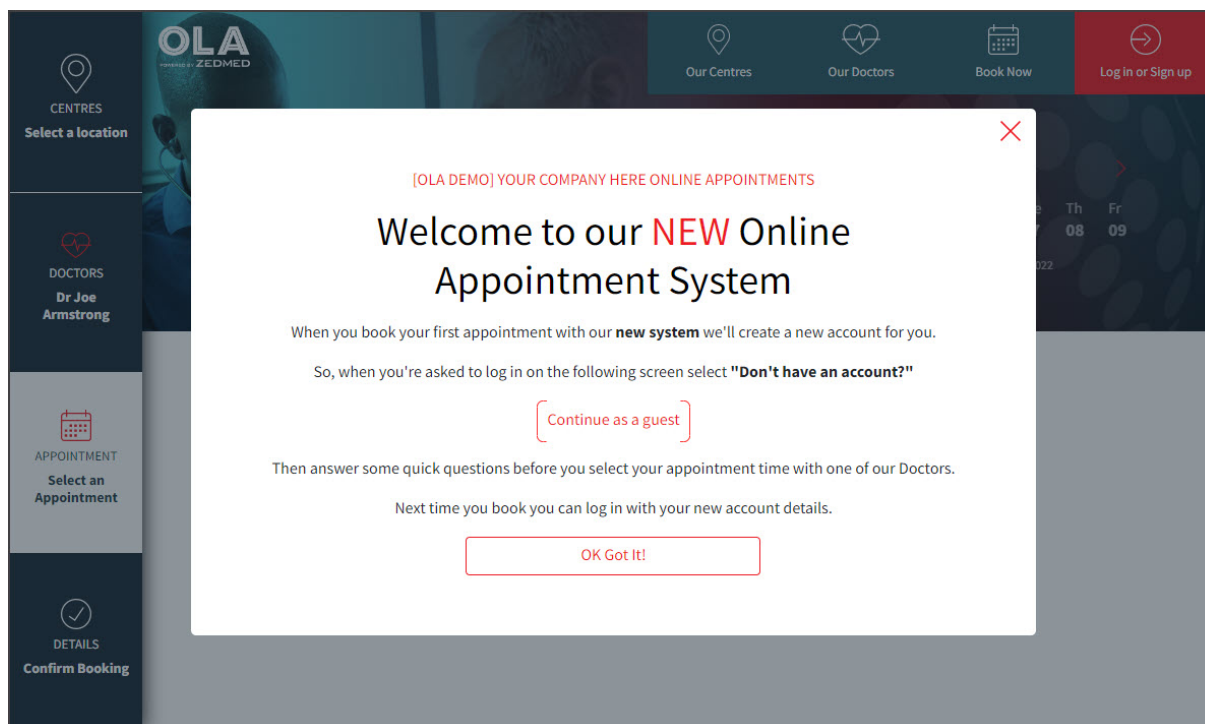 OLA
POWERED BY ZEDMED
Our Centres
Our Doctors
Book Now
Log in or Sign up
CENTRES
Select a location
DOCTORS
Dr Joe
Armstrong
APPOINTMENT
Select an
Appointment
DETAILS
Confirm Booking
[OLA DEMO] YOUR COMPANY HERE ONLINE APPOINTMENTS
Welcome to our NEW Online
Appointment System
When you book your first appointment with our new system we'll create a new account for you.
So, when you're asked to log in on the following screen select "Don't have an account?"
Continue as a guest
Then answer some quick questions before you select your appointment time with one of our Doctors.
Next time you book you can log in with your new account details.
OK Got It!
Th Fr
08 09